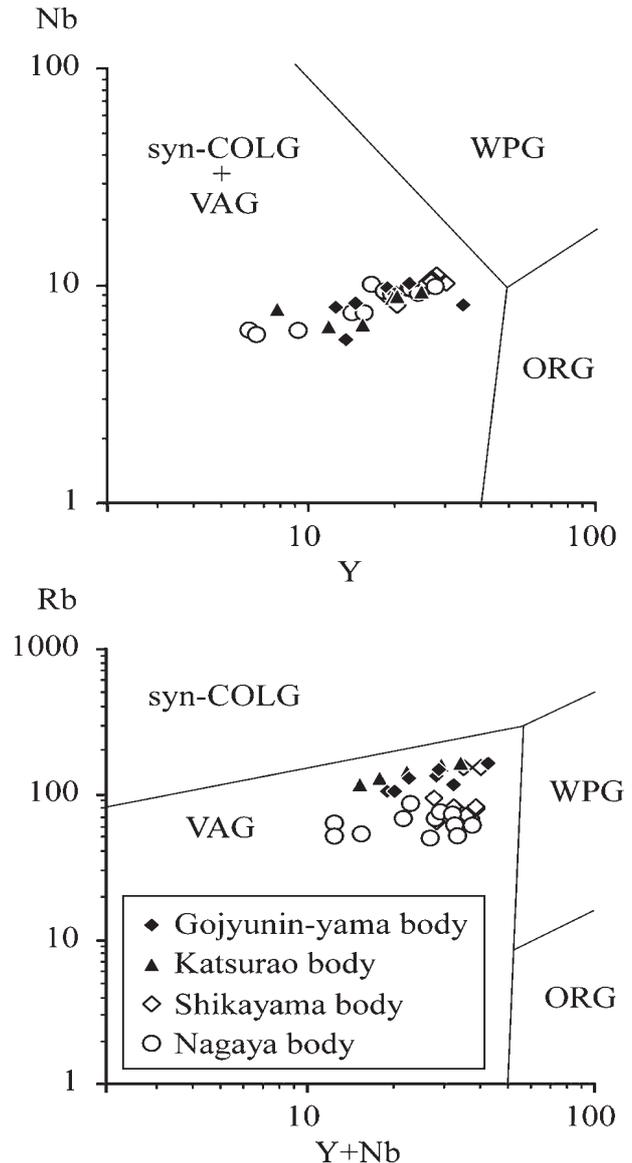 Nb
100
syn-COLG
+
VAG
WPG
10
ORG
1
10
100
Y
Rb
1000
syn-COLG
100
WPG
VAG
Gojyunin-yama body
Katsurao body
Shikayama body
Nagaya body
10
ORG
1
10
100
Y+Nb